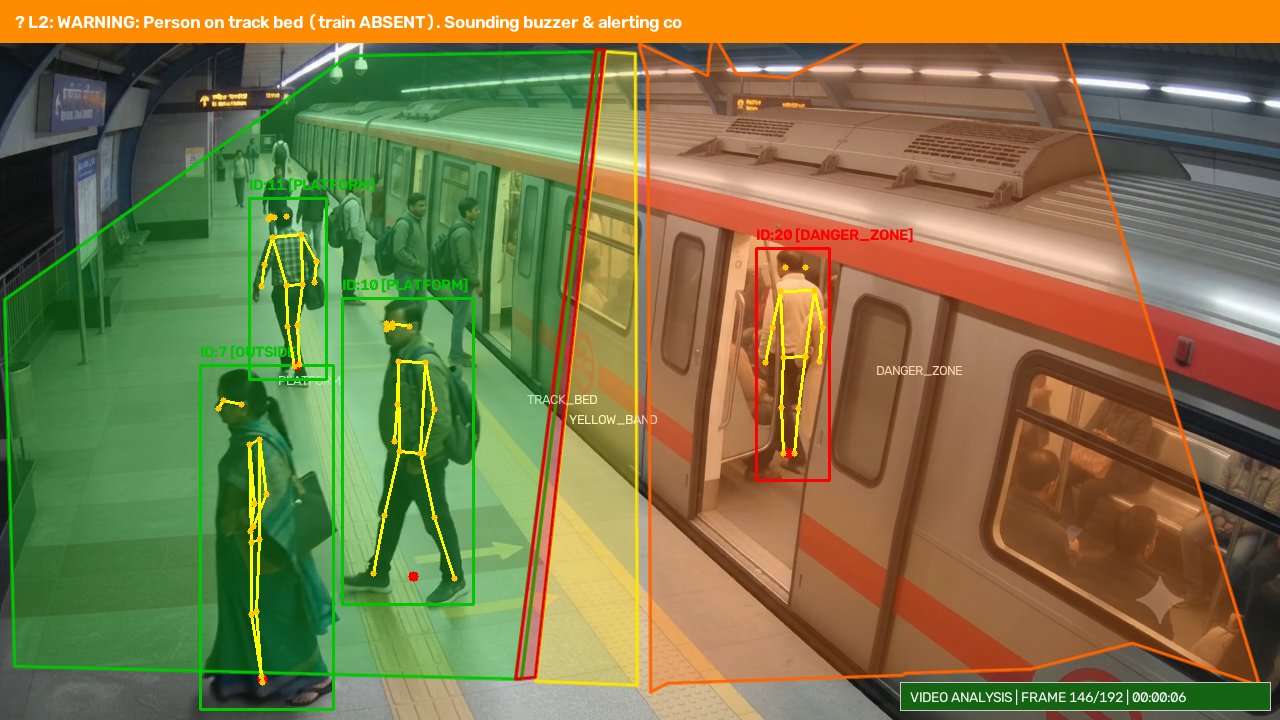 ? L2: WARNING: Person on track bed (train ABSENT). Sounding buzzer & alerting co
ID:11 [PLATFORM]
ID:20 [DANGER_ZONE]
ID:10 [PLATFORM]
ID:7 [OUTSIDE]
PLATFORM
DANGER_ZONE
TRACK_BED
YELLOW_BAND
VIDEO ANALYSIS | FRAME 146/192 | 00:00:06